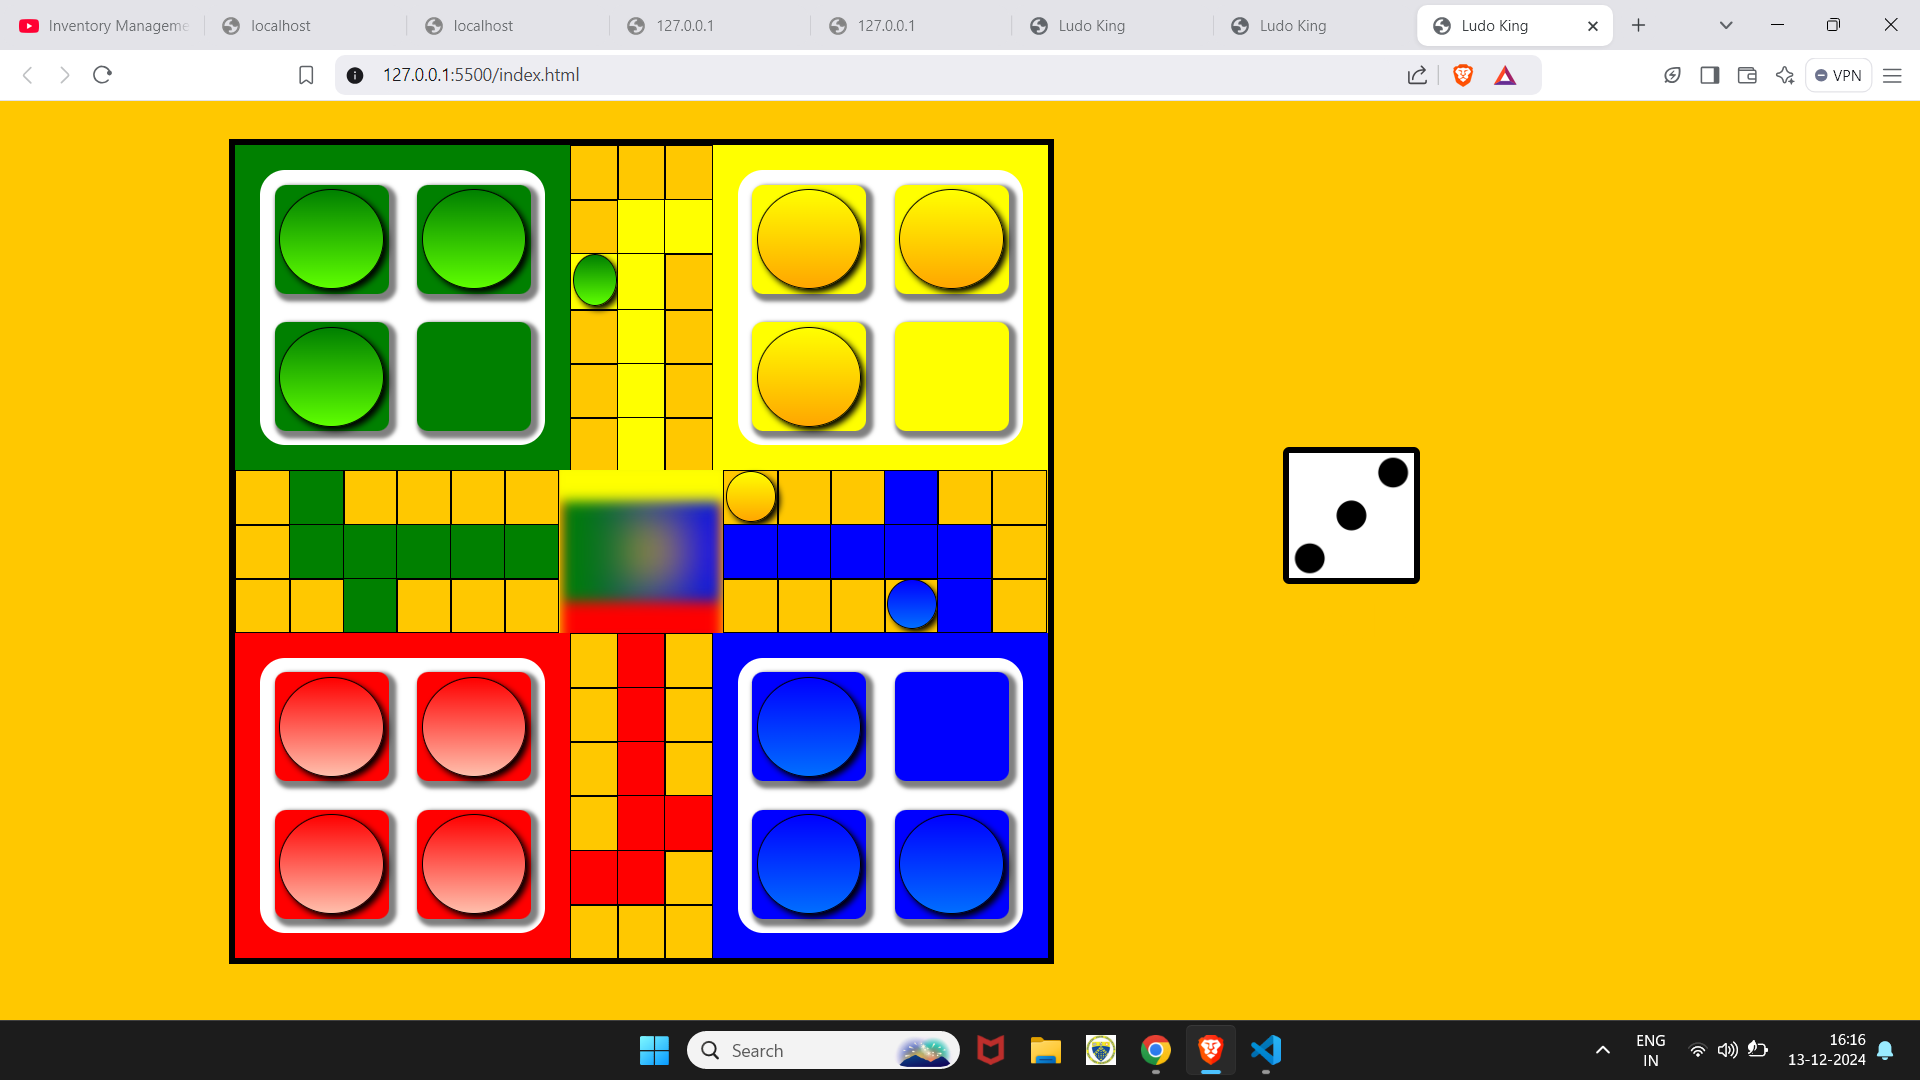 Inventory Manageme
localhost
localhost
127.0.0.1
127.0.0.1
Ludo King
Ludo King
Ludo King
127.0.0.1:5500/index.html
VPN
Search
ENG
IN
16:16
13-12-2024